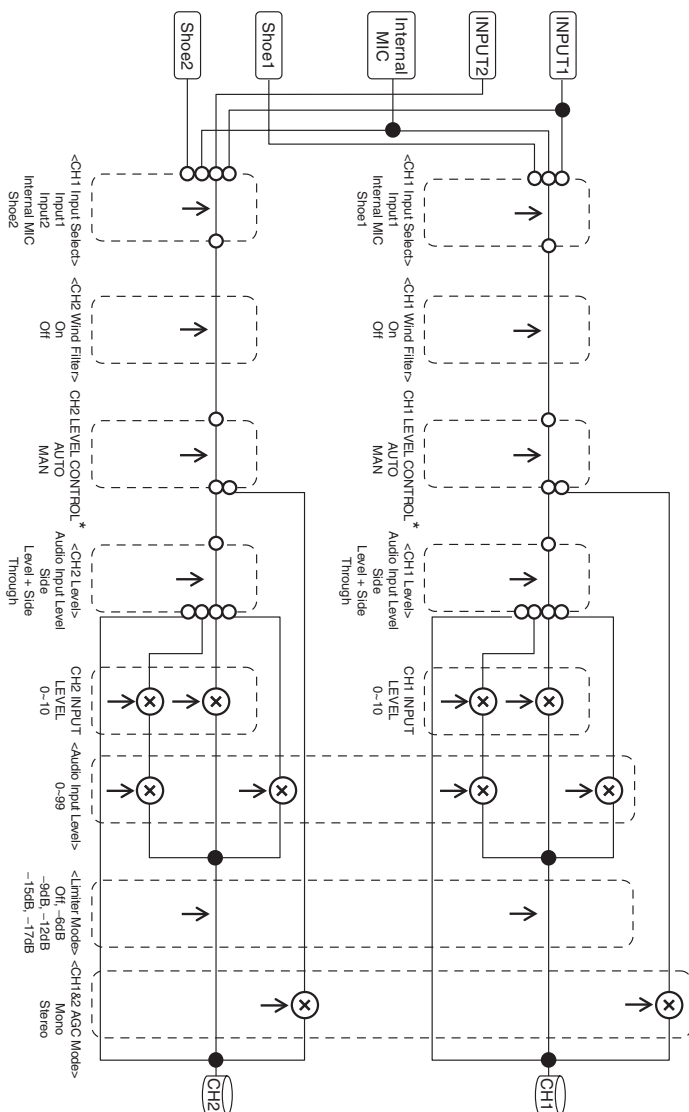 INPUT1
INPUT2
Internal
MIC
Shoe1
Shoe2
<CH1 Input Select>
Input1
Internal MIC
Shoe1
<CH1 Wind Filter>
On
Off
CH1 LEVEL CONTROL *
AUTO
MAN
<CH1 Level>
Audio Input Level
Side
Level + Side
Through
CH1 INPUT
LEVEL
0~10
CH1
<CH1 Input Select>
Input1
Input2
Internal MIC
Shoe2
<CH2 Wind Filter>
On
Off
CH2 LEVEL CONTROL *
AUTO
MAN
<CH2 Level>
Audio Input Level
Side
Level + Side
Through
CH2 INPUT
LEVEL
0~10
<Audio Input Level>
0~99
<Limiter Mode>
Off, −6dB
−9dB, −12dB
−15dB, −17dB
<CH1&2 AGC Mode>
Mono
Stereo
CH2